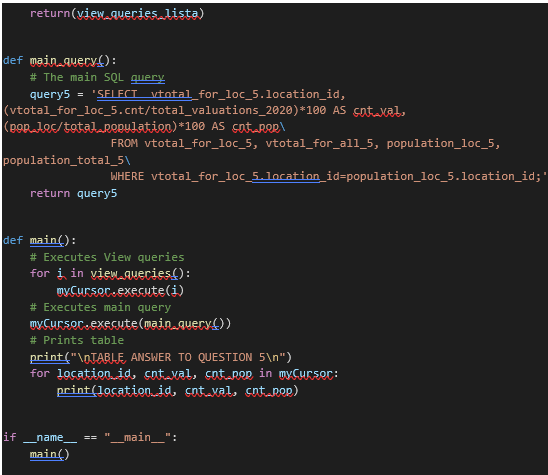 return(view_queries_lista)
def main_query():
    # The main SQL query
    query5 = 'SELECT  vtotal_for_loc_5.location_id,
(vtotal_for_loc_5.cnt/total_valuations_2020)*100 AS cnt_val,
(pop_loc/total_population)*100 AS cnt_pop\
                FROM vtotal_for_loc_5, vtotal_for_all_5, population_loc_5,
population_total_5\
                WHERE vtotal_for_loc_5.location_id=population_loc_5.location_id;'
    return query5
def main():
    # Executes View queries
    for i in view_queries():
        myCursor.execute(i)
    # Executes main query
    myCursor.execute(main_query())
    # Prints table
    print("\nTABLE ANSWER TO QUESTION 5\n")
    for location_id, cnt_val, cnt_pop in myCursor:
        print(location_id, cnt_val, cnt_pop)
if __name__ == "__main__":
    main()